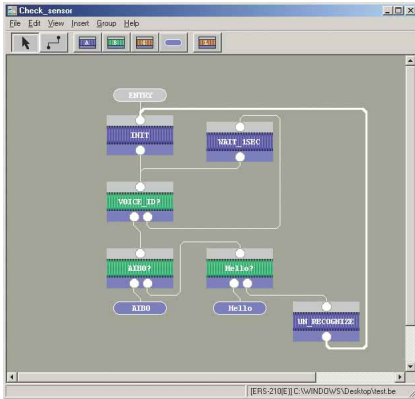 Check_sensor
File Edit View Insert Group Help
A B C L
ENTRY
INIT
WAIT_1SEC
VOICE_ID?
AIBO?
Hello?
AIBO
Hello
UN_RECOGNIZE
[ERS-210(E)] C:\WINDOWS\Desktop\test.be